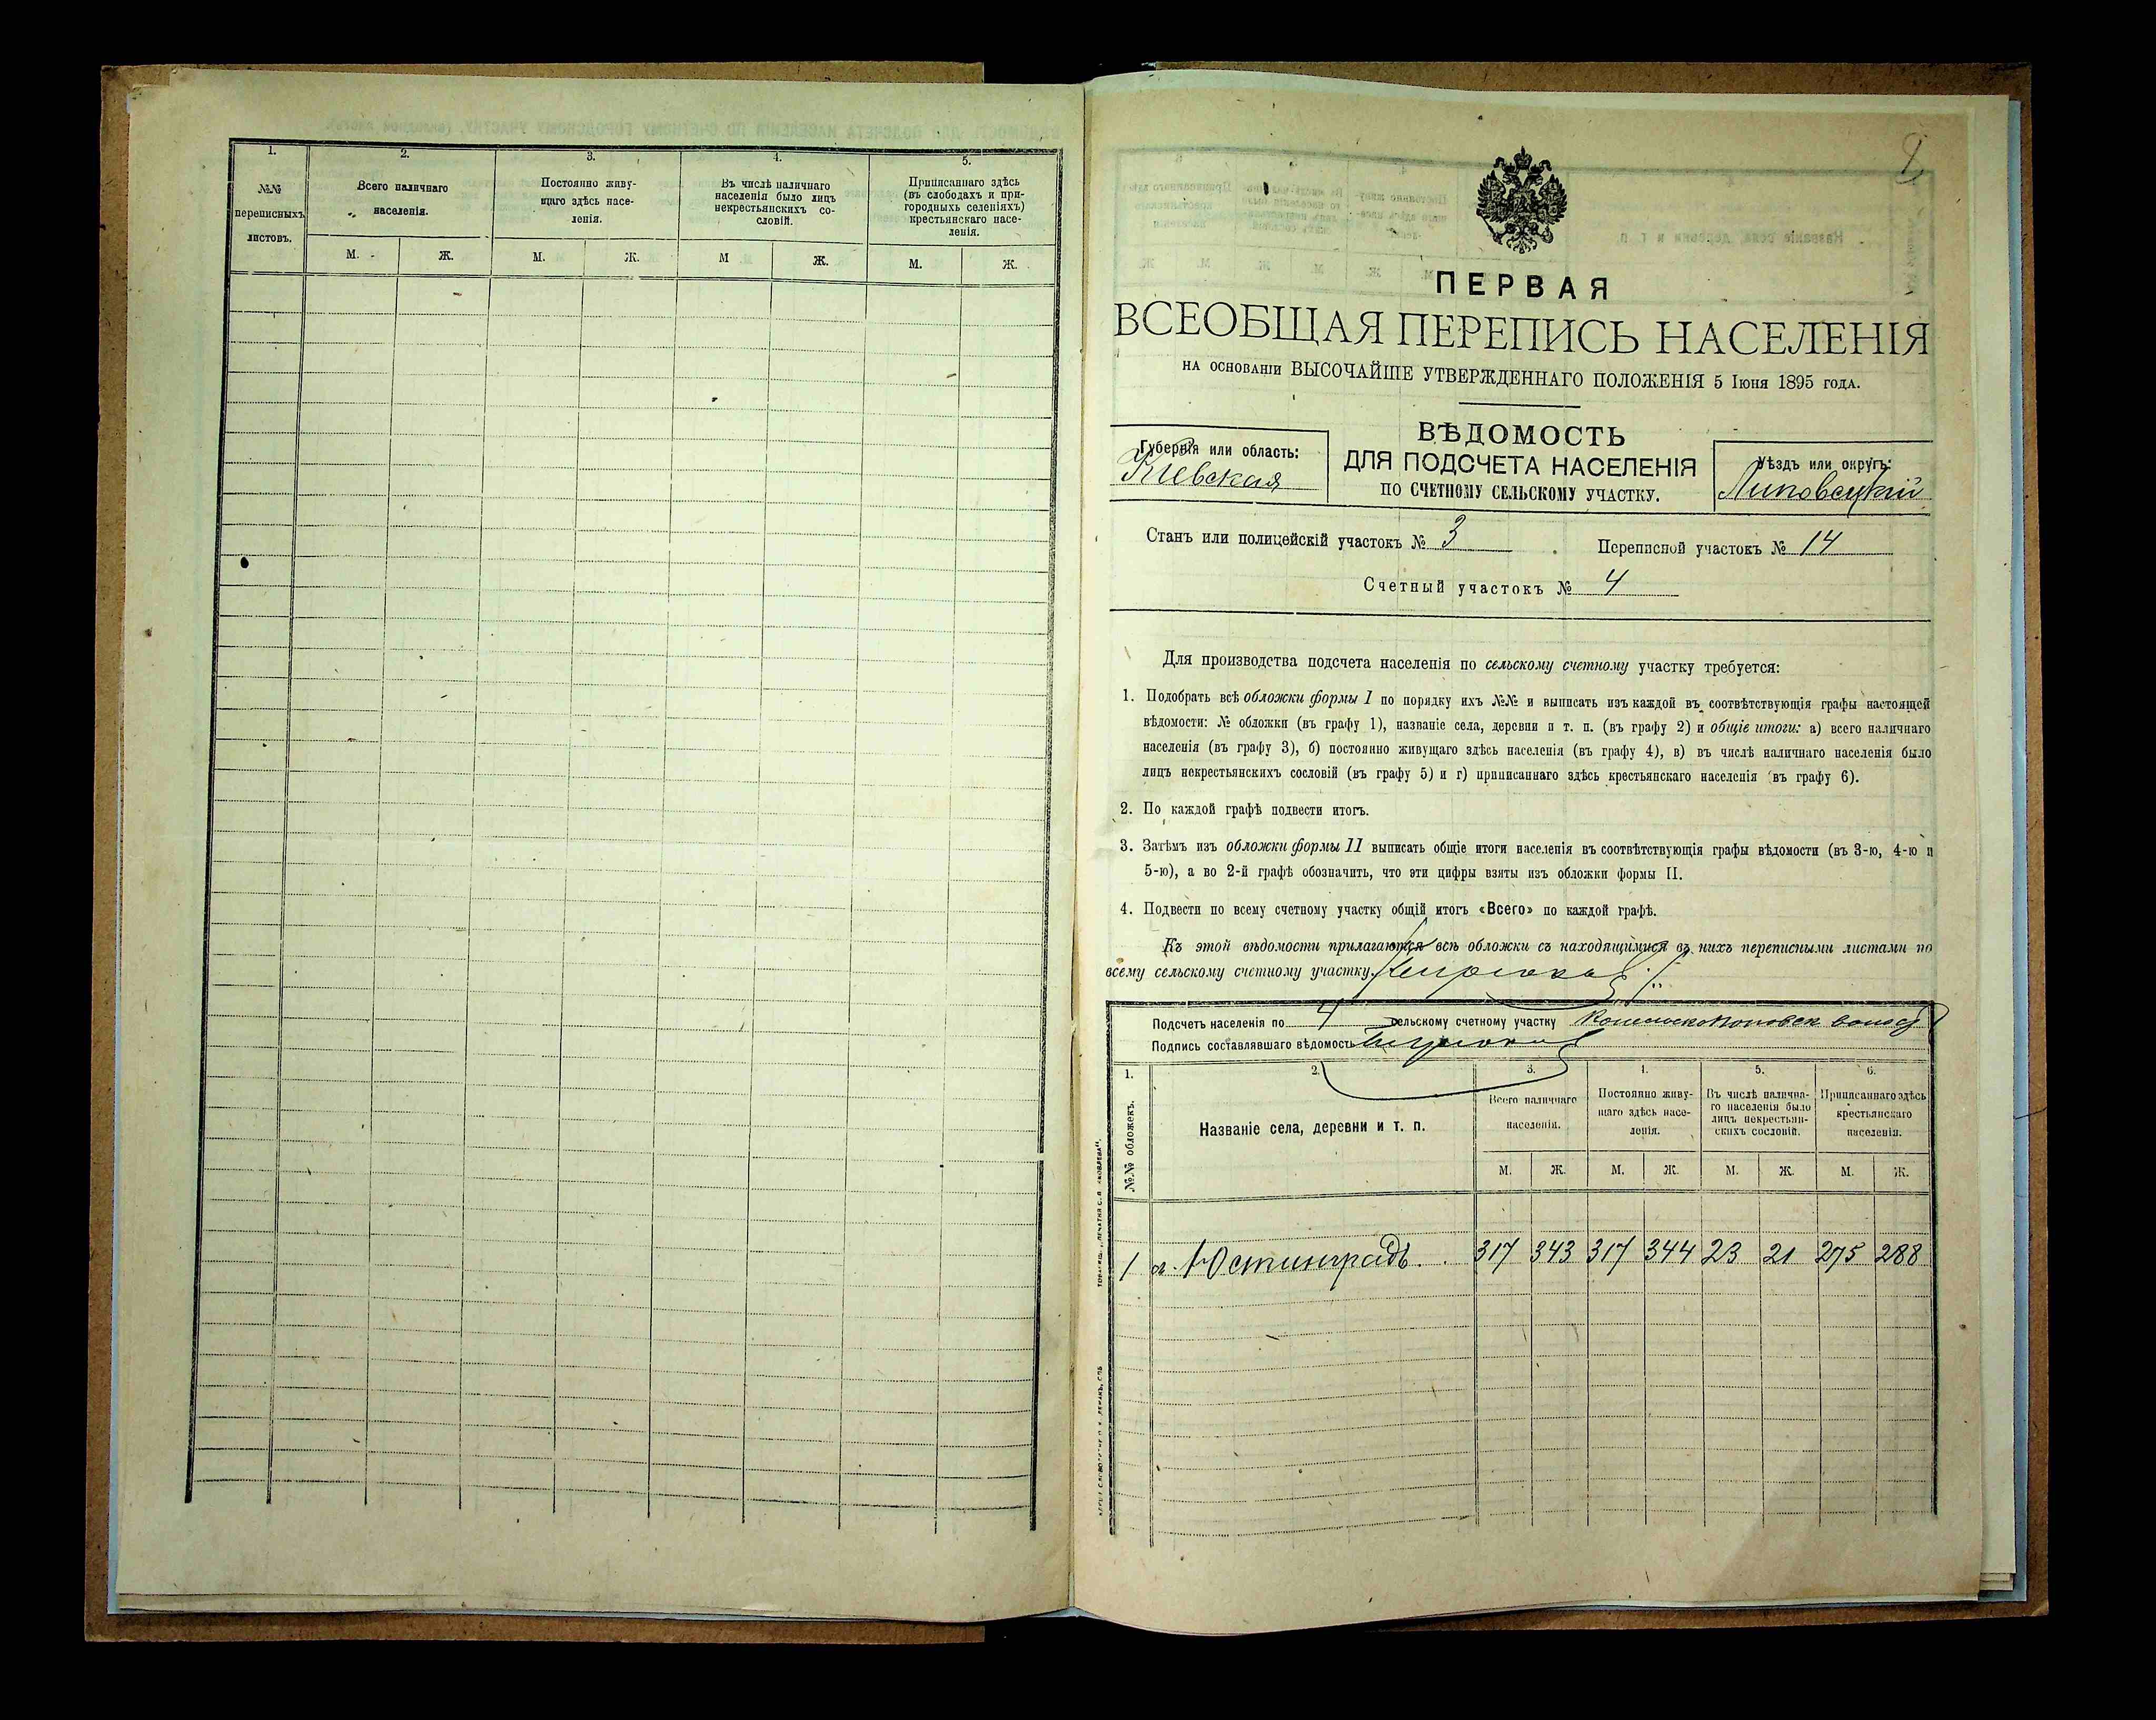 1. 2. 3. 4. 5.
№№ переписныхъ листовъ.
Всего наличнаго населенія.
Постоянно живущаго здѣсь населенія.
Въ числѣ наличнаго населенія было лицъ некрестьянскихъ сословій.
Приписаннаго здѣсь (въ слободахъ и пригородныхъ селеніяхъ) крестьянскаго населенія.
М. Ж. М. Ж. М Ж. М. Ж.
2
ПЕРВАЯ
ВСЕОБЩАЯ ПЕРЕПИСЬ НАСЕЛЕНІЯ
НА ОСНОВАНІИ ВЫСОЧАЙШЕ УТВЕРЖДЕННАГО ПОЛОЖЕНІЯ 5 Іюня 1895 ГОДА.
Губернія или область:
Кіевская
ВѢДОМОСТЬ
ДЛЯ ПОДСЧЕТА НАСЕЛЕНІЯ
ПО СЧЕТНОМУ СЕЛЬСКОМУ УЧАСТКУ.
Уѣздъ или округъ:
Липовецкій
Станъ или полицейскій участокъ № 3
Переписной участокъ № 14
Счетный участокъ № 4
Для производства подсчета населенія по сельскому счетному участку требуется:
1. Подобрать всѣ обложки формы I по порядку ихъ №№ и выписать изъ каждой въ соотвѣтствующія графы настоящей
вѣдомости: № обложки (въ графу 1), названіе села, деревни и т. п. (въ графу 2) и общіе итоги: а) всего наличнаго
населенія (въ графу 3), б) постоянно живущаго здѣсь населенія (въ графу 4), в) въ числѣ наличнаго населенія было
лицъ некрестьянскихъ сословій (въ графу 5) и г) приписаннаго здѣсь крестьянскаго населенія (въ графу 6).
2. По каждой графѣ подвести итогъ.
3. Затѣмъ изъ обложки формы II выписать общіе итоги населенія въ соотвѣтствующія графы вѣдомости (въ 3-ю, 4-ю и
5-ю), а во 2-й графѣ обозначить, что эти цифры взяты изъ обложки формы II.
4. Подвести по всему счетному участку общій итогъ «Всего» по каждой графѣ.
Къ этой вѣдомости прилагаются всѣ обложки съ находящимися въ нихъ переписными листами по
всему сельскому счетному участку.
Подсчетъ населенія по 4 сельскому счетному участку
Подпись составлявшаго вѣдомость
1. 2. 3. 4. 5. 6.
№№ обложекъ.
Названіе села, деревни и т. п.
Всего наличнаго населенія.
Постоянно живущаго здѣсь населенія.
Въ числѣ наличнаго населенія было лицъ некрестьянскихъ сословій.
Приписаннаго здѣсь крестьянскаго населенія.
М. Ж. М. Ж. М. Ж. М. Ж.
1 Юстинградъ. 317 343 317 344 23 21 275 288